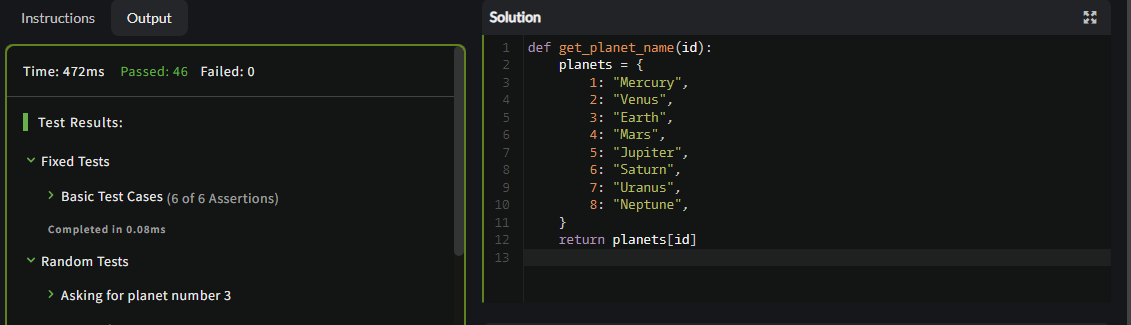 Instructions
Output
Time: 472ms Passed: 46 Failed: 0
Test Results:
Fixed Tests
Basic Test Cases (6 of 6 Assertions)
Completed in 0.08ms
Random Tests
Asking for planet number 3
Solution
1 def get_planet_name(id):
2     planets = {
3         1: "Mercury",
4         2: "Venus",
5         3: "Earth",
6         4: "Mars",
7         5: "Jupiter",
8         6: "Saturn",
9         7: "Uranus",
10         8: "Neptune",
11     }
12     return planets[id]
13